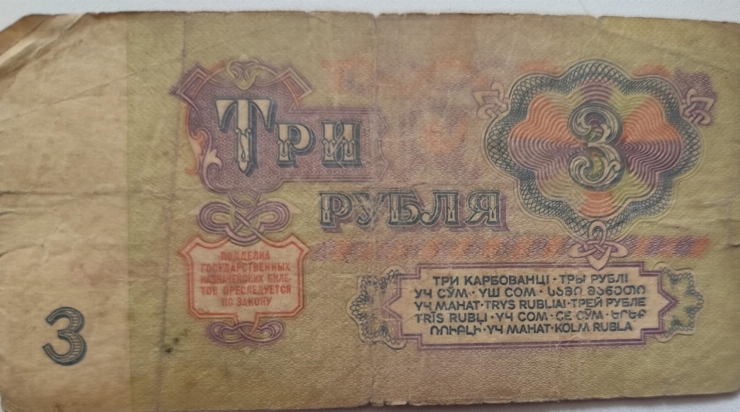 ТРИ
3
РУБЛЯ
ПОДДЕЛКА
ГОСУДАРСТВЕННЫХ
КАЗНАЧЕЙСКИХ БИЛЕ-
ТОВ ПРЕСЛЕДУЕТСЯ
ПО ЗАКОНУ
3
ТРИ КАРБОВАНЦІ · ТРЫ РУБЛІ
УЧ СЎМ · ҮШ СОМ · ᲡᲐᲛᲘ ᲛᲐᲜᲔᲗᲘ
УЧ МАНАТ · TRYS RUBLIAI · ТРЕЙ РУБЛЕ
TRĪS RUBĻI · ҮЧ СОМ · СЕ СӮМ · ԵՐԵՔ
ՌՈՒԲԼԻ · ҮЧ МАНАТ · KOLM RUBLA